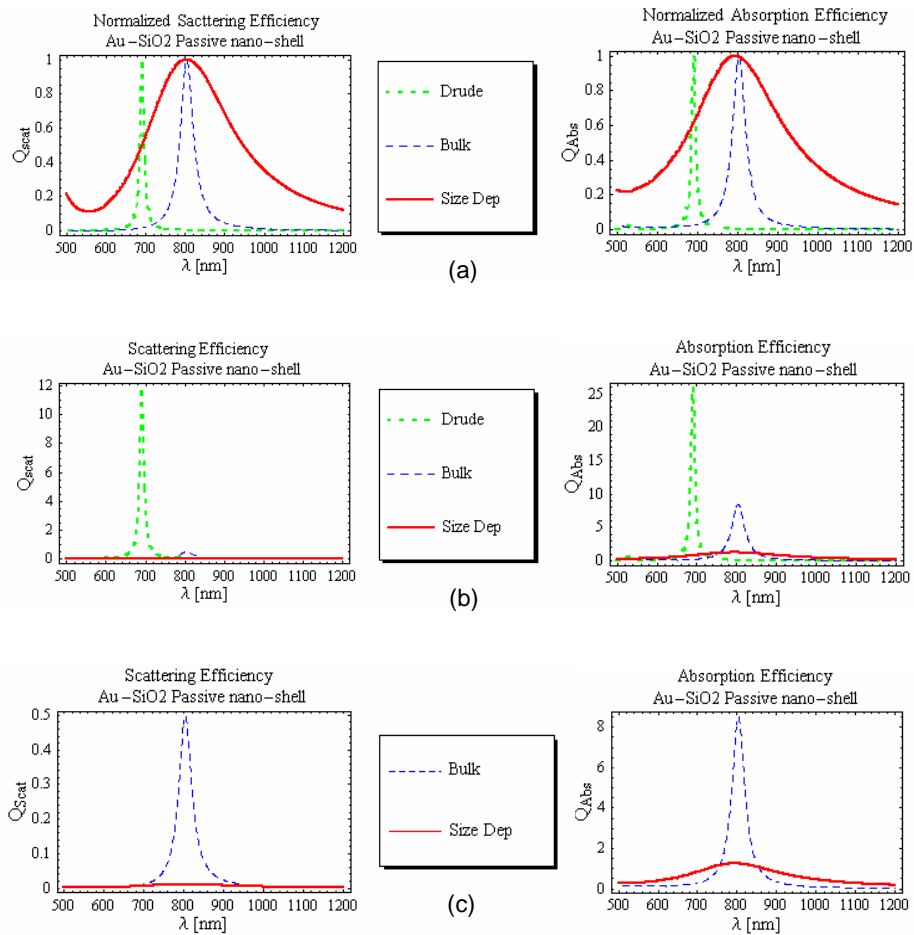 Normalized Sacttering Efficiency
Au-SiO2 Passive nano-shell
Qscat
1
0.8
0.6
0.4
0.2
0
500 600 700 800 900 1000 1100 1200
λ [nm]
Drude
Bulk
Size Dep
Normalized Absorption Efficiency
Au-SiO2 Passive nano-shell
QAbs
1
0.8
0.6
0.4
0.2
0
500 600 700 800 900 1000 1100 1200
λ [nm]
(a)
Scattering Efficiency
Au-SiO2 Passive nano-shell
Qscat
12
10
8
6
4
2
0
500 600 700 800 900 1000 1100 1200
λ [nm]
Drude
Bulk
Size Dep
Absorption Efficiency
Au-SiO2 Passive nano-shell
QAbs
25
20
15
10
5
0
500 600 700 800 900 1000 1100 1200
λ [nm]
(b)
Scattering Efficiency
Au-SiO2 Passive nano-shell
QScat
0.5
0.4
0.3
0.2
0.1
0
500 600 700 800 900 1000 1100 1200
λ [nm]
Bulk
Size Dep
Absorption Efficiency
Au-SiO2 Passive nano-shell
QAbs
8
6
4
2
0
500 600 700 800 900 1000 1100 1200
λ [nm]
(c)